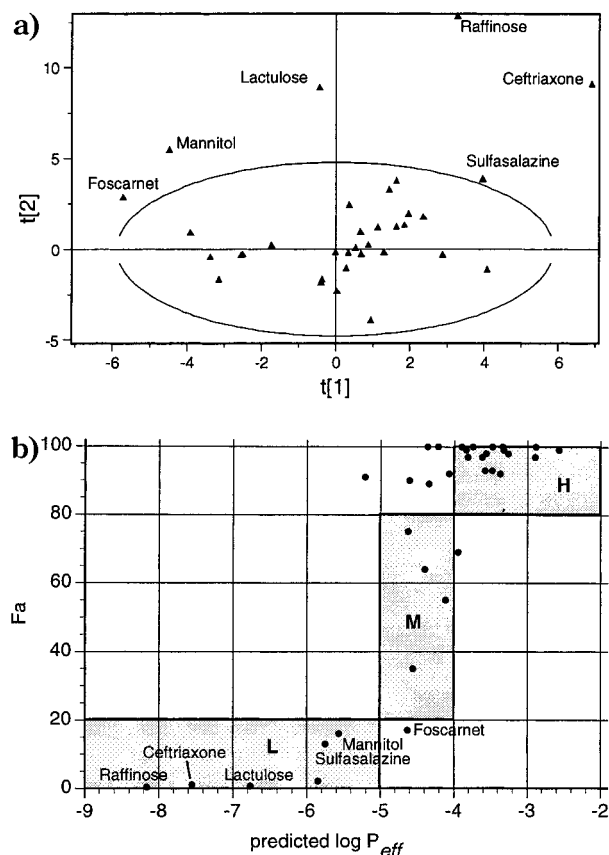 a)
Raffinose
Lactulose
Ceftriaxone
Mannitol
Sulfasalazine
Foscarnet
10
5
0
-5
t[2]
-6 -4 -2 0 2 4 6
t[1]
b)
100
80
60
40
20
0
Fa
H
M
L
Foscarnet
Mannitol
Ceftriaxone
Sulfasalazine
Raffinose
Lactulose
-9 -8 -7 -6 -5 -4 -3 -2
predicted log Peff